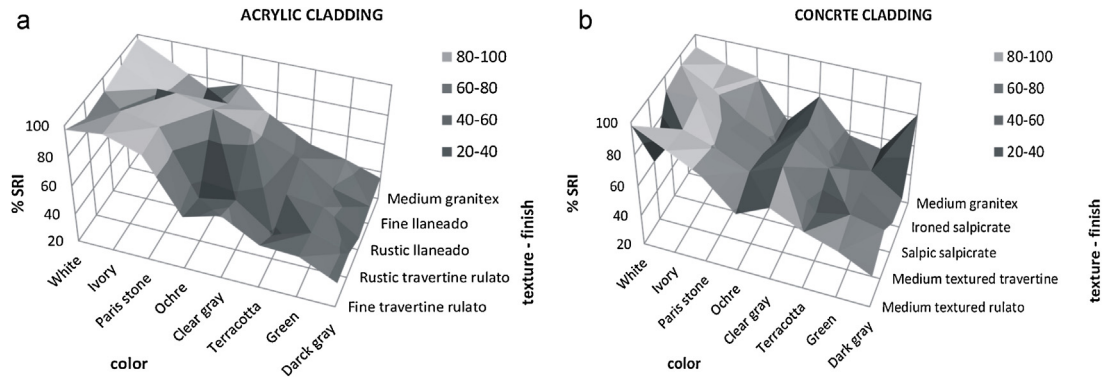 a
ACRYLIC CLADDING
80-100
60-80
40-60
20-40
100
80
60
40
20
% SRI
White
Ivory
Paris stone
Ochre
Clear gray
Terracotta
Green
Darck gray
color
Medium granitex
Fine llaneado
Rustic llaneado
Rustic travertine rulato
Fine travertine rulato
texture - finish
b
CONCRTE CLADDING
80-100
60-80
40-60
20-40
100
80
60
40
20
% SRI
White
Ivory
Paris stone
Ochre
Clear gray
Terracotta
Green
Dark gray
color
Medium granitex
Ironed salpicrate
Salpic salpicrate
Medium textured travertine
Medium textured rulato
texture - finish